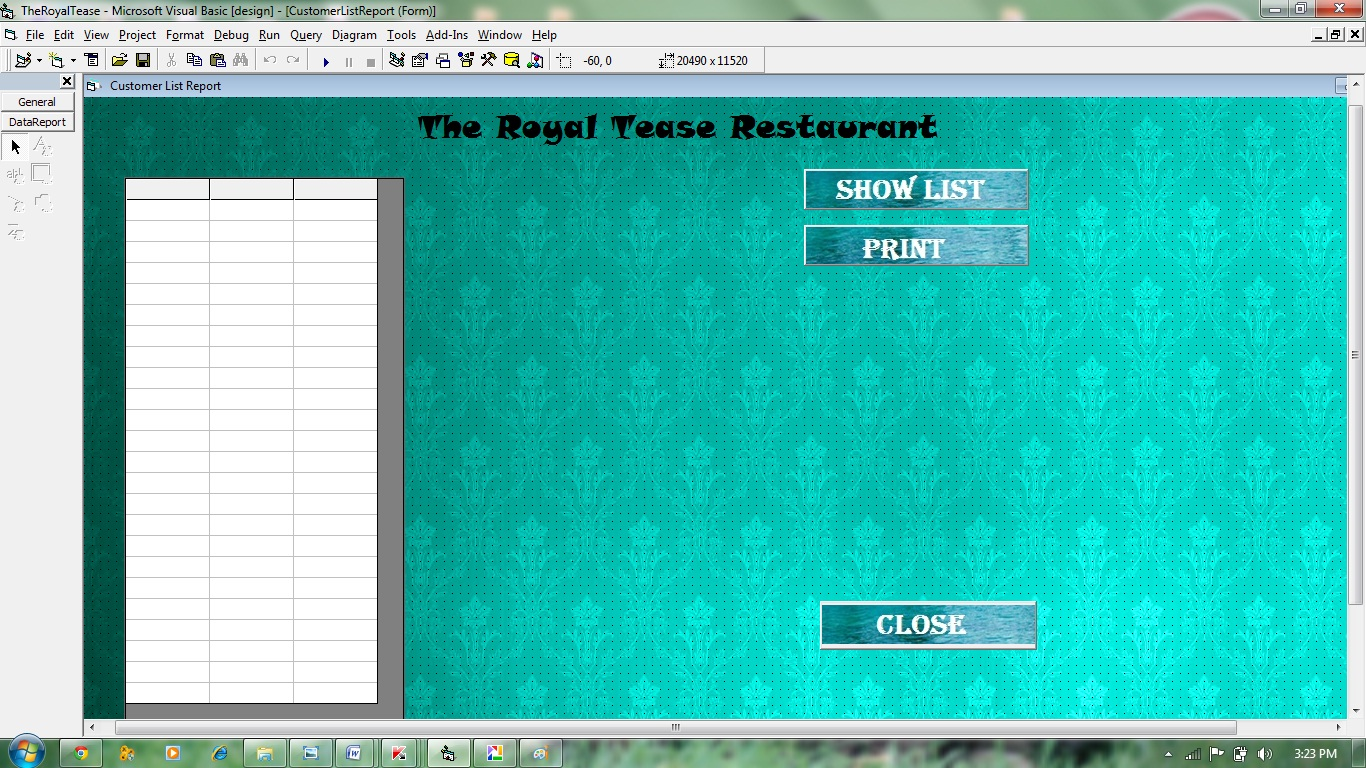 TheRoyalTease - Microsoft Visual Basic [design] - [CustomerListReport (Form)]
File Edit View Project Format Debug Run Query Diagram Tools Add-Ins Window Help
-60, 0 20490 x 11520
General
DataReport
Customer List Report
The Royal Tease Restaurant
SHOW LIST
PRINT
CLOSE
3:23 PM